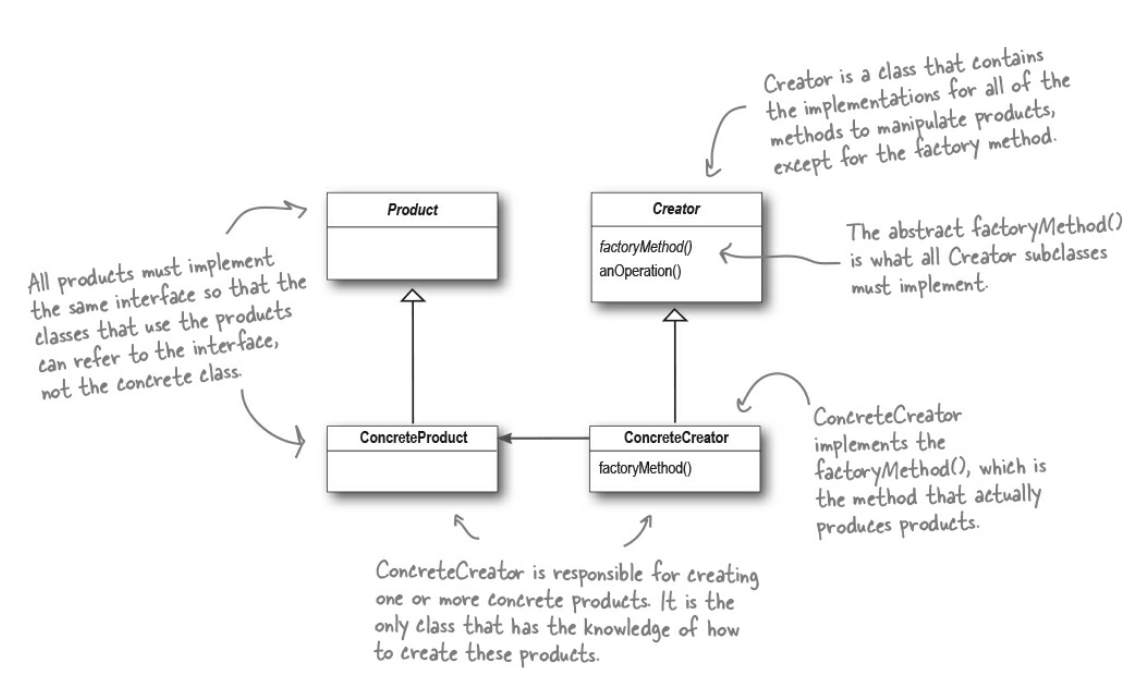 Creator is a class that contains
the implementations for all of the
methods to manipulate products,
except for the factory method.
Product
Creator
factoryMethod()
anOperation()
The abstract factoryMethod()
is what all Creator subclasses
must implement.
All products must implement
the same interface so that the
classes that use the products
can refer to the interface,
not the concrete class.
ConcreteProduct
ConcreteCreator
factoryMethod()
ConcreteCreator
implements the
factoryMethod(), which is
the method that actually
produces products.
ConcreteCreator is responsible for creating
one or more concrete products. It is the
only class that has the knowledge of how
to create these products.